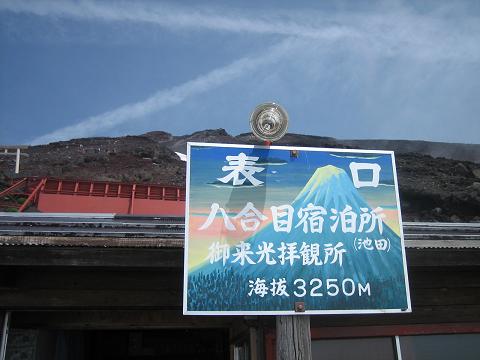 表口
八合目宿泊所
御来光拝観所(池田)
海抜3250M